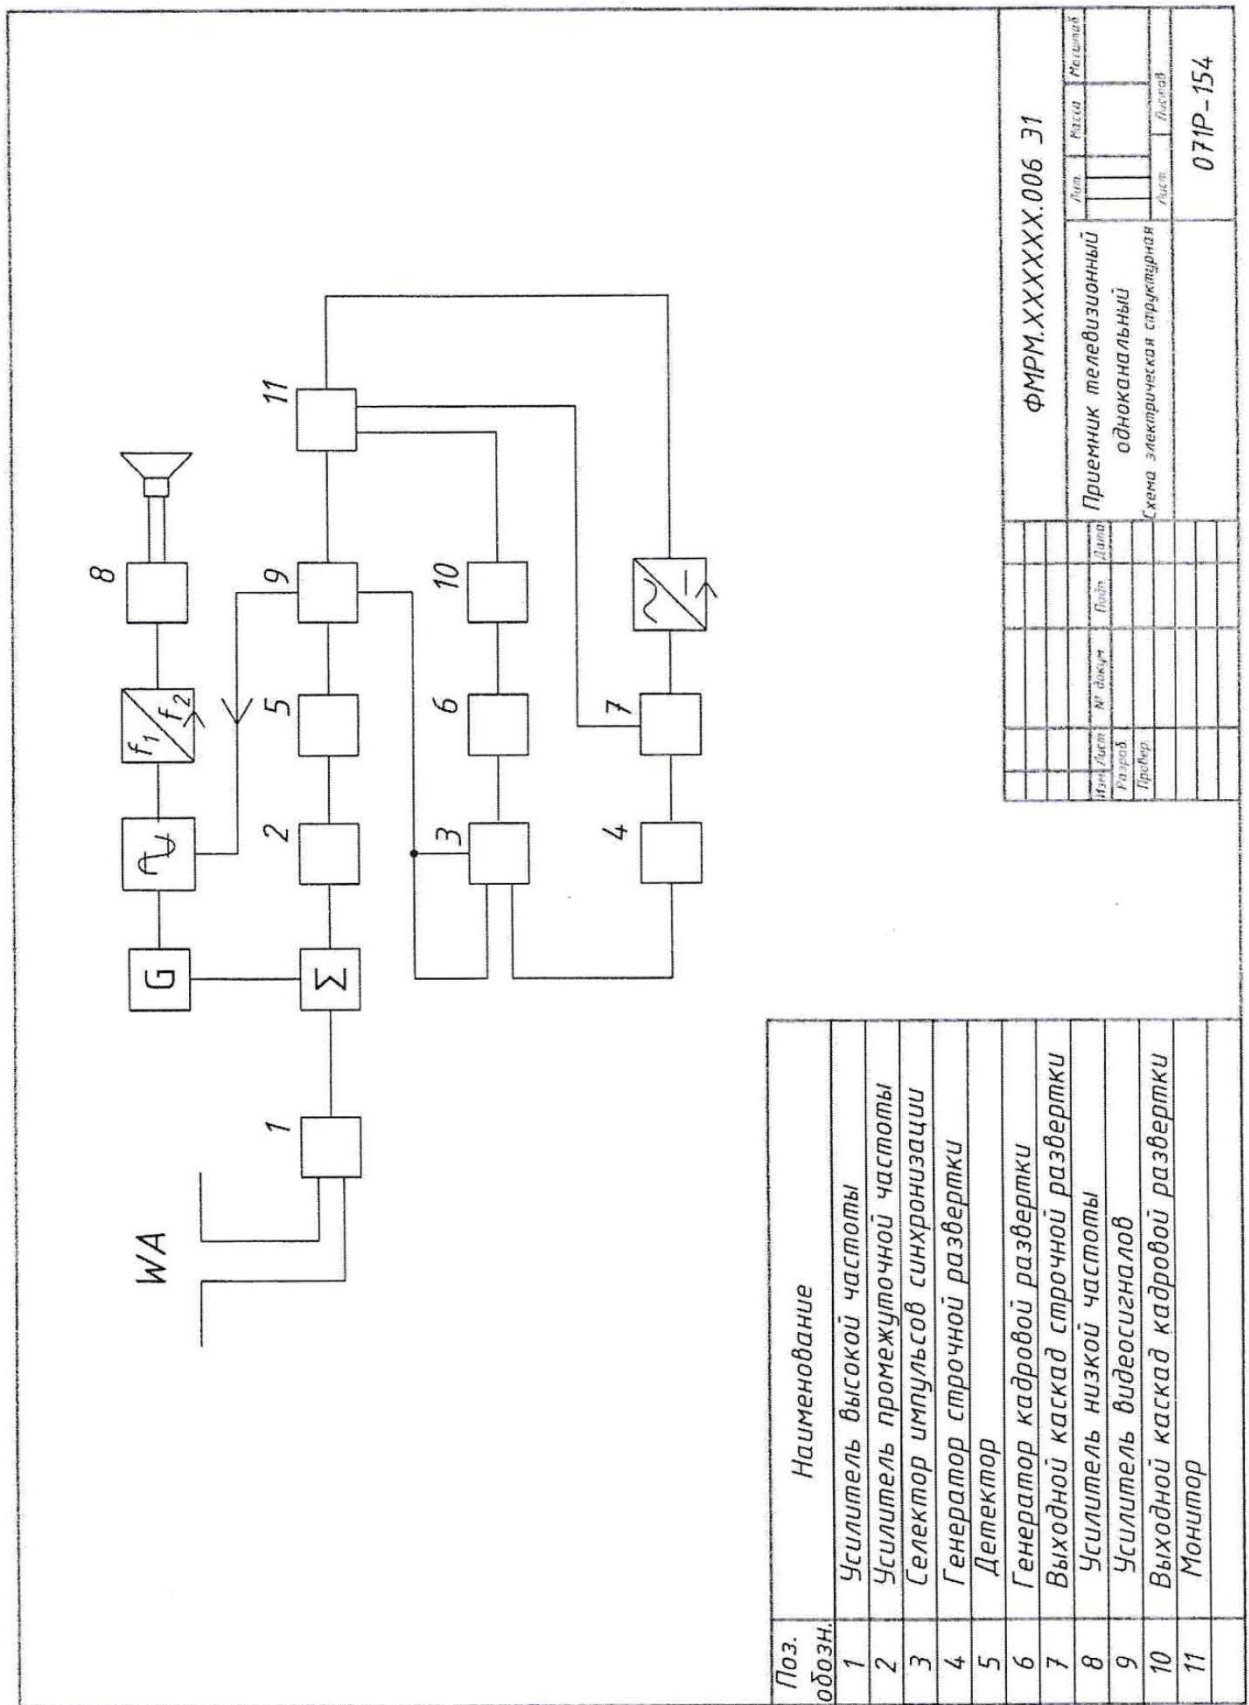 WA
1
G
Σ
2
f1
f2
5
8
9
11
3
6
10
4
7
Поз. обозн.
Наименование
1 Усилитель высокой частоты
2 Усилитель промежуточной частоты
3 Селектор импульсов синхронизации
4 Генератор строчной развертки
5 Детектор
6 Генератор кадровой развертки
7 Выходной каскад строчной развертки
8 Усилитель низкой частоты
9 Усилитель видеосигналов
10 Выходной каскад кадровой развертки
11 Монитор
ФМРМ.XXXXXX.006 Э1
Изм. Лист № докум. Подп. Дата
Разраб.
Провер.
Приемник телевизионный
одноканальный
Схема электрическая структурная
Лит. Масса Масштаб
Лист Листов
071Р-154